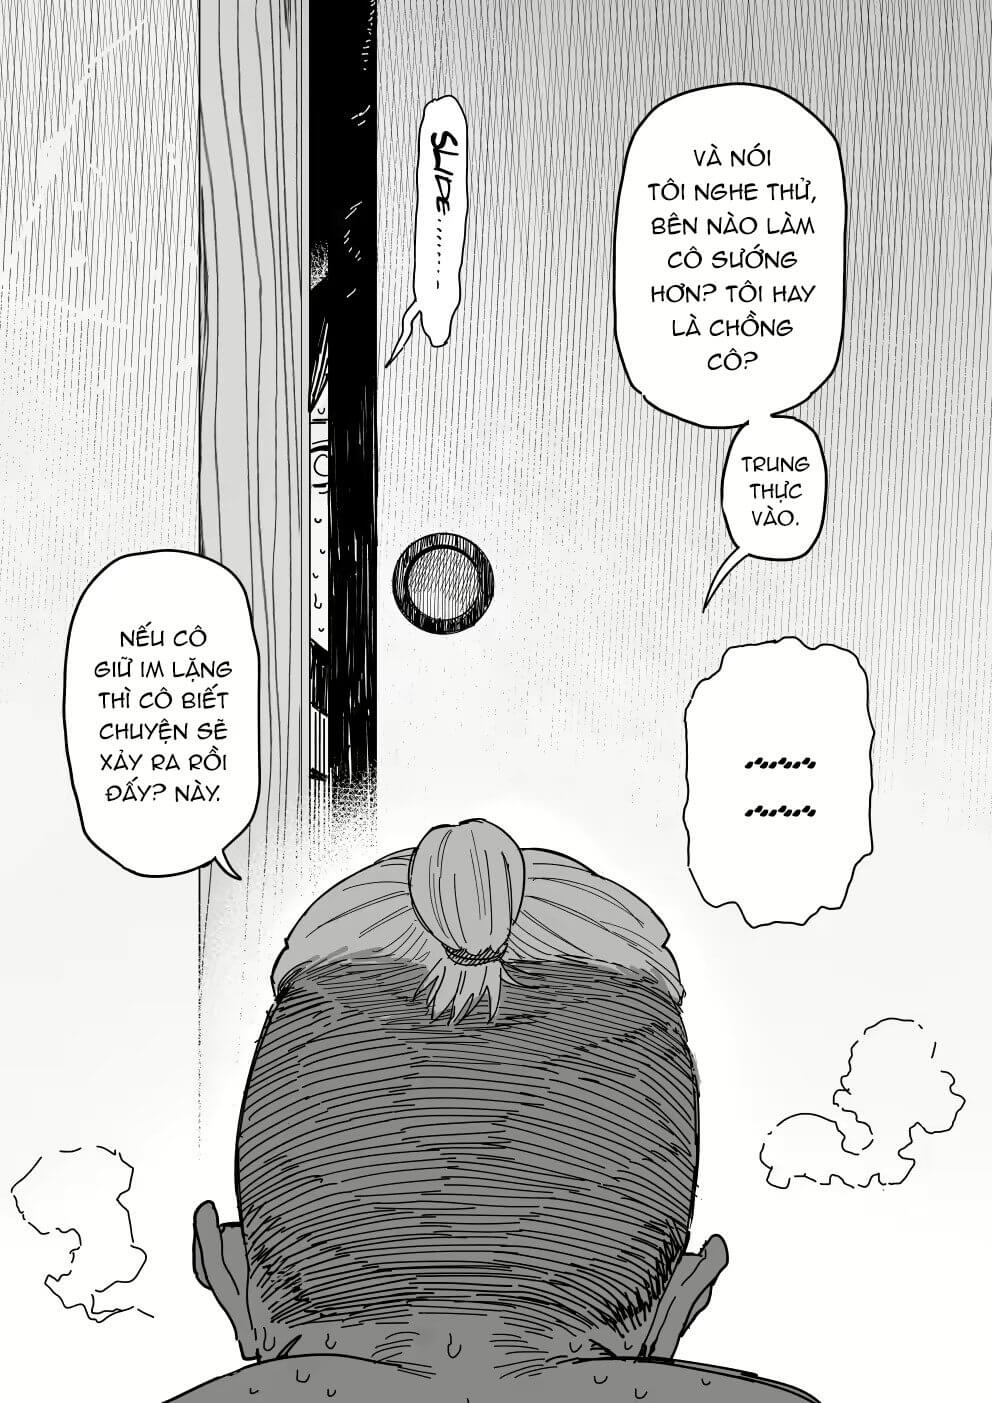 VÀ NÓI
TÔI NGHE THỬ,
BÊN NÀO LÀM
CÔ SƯỚNG
HƠN? TÔI HAY
LÀ CHỒNG
CÔ?
TRUNG
THỰC
VÀO.
SLIDE........
NẾU CÔ
GIỮ IM LẶNG
THÌ CÔ BIẾT
CHUYỆN SẼ
XẢY RA RỒI
ĐẤY? NÀY.